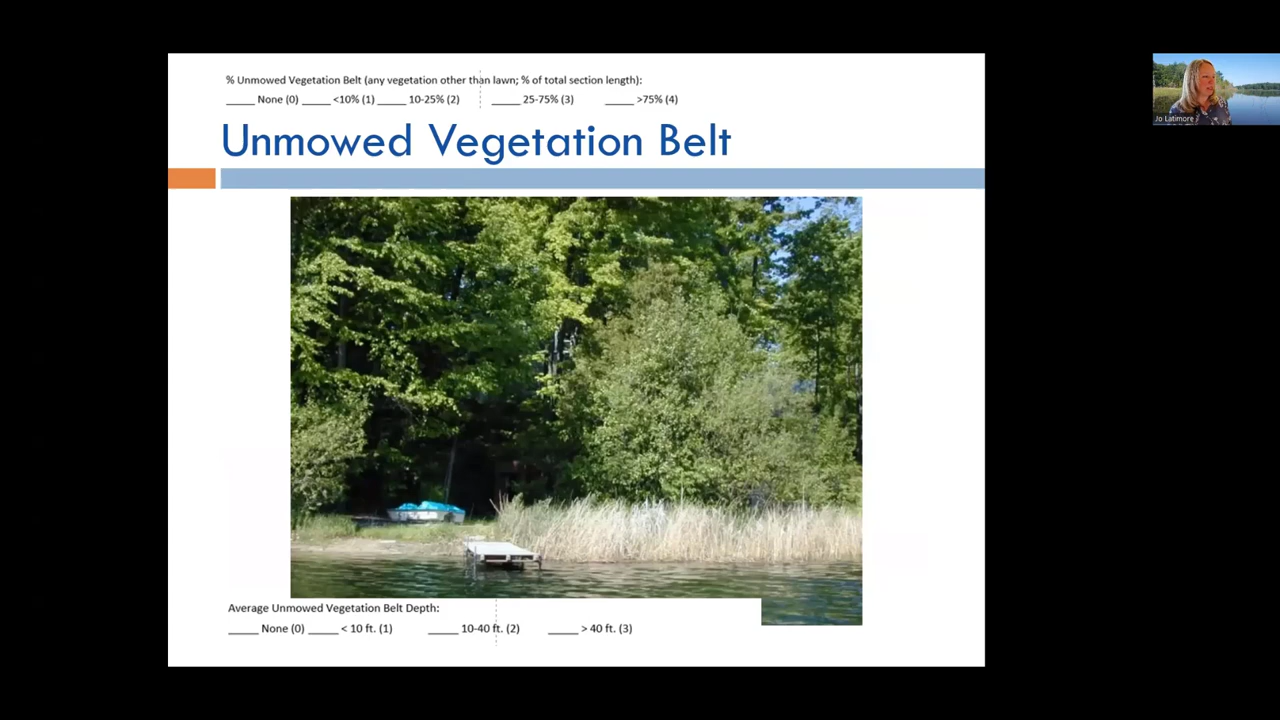 % Unmowed Vegetation Belt (any vegetation other than lawn; % of total section length):
_____ None (0) _____ <10% (1) _____ 10-25% (2) _____ 25-75% (3) _____ >75% (4)
Unmowed Vegetation Belt
Jo Latimore
Average Unmowed Vegetation Belt Depth:
_____ None (0) _____ < 10 ft. (1) _____ 10-40 ft. (2) _____ > 40 ft. (3)